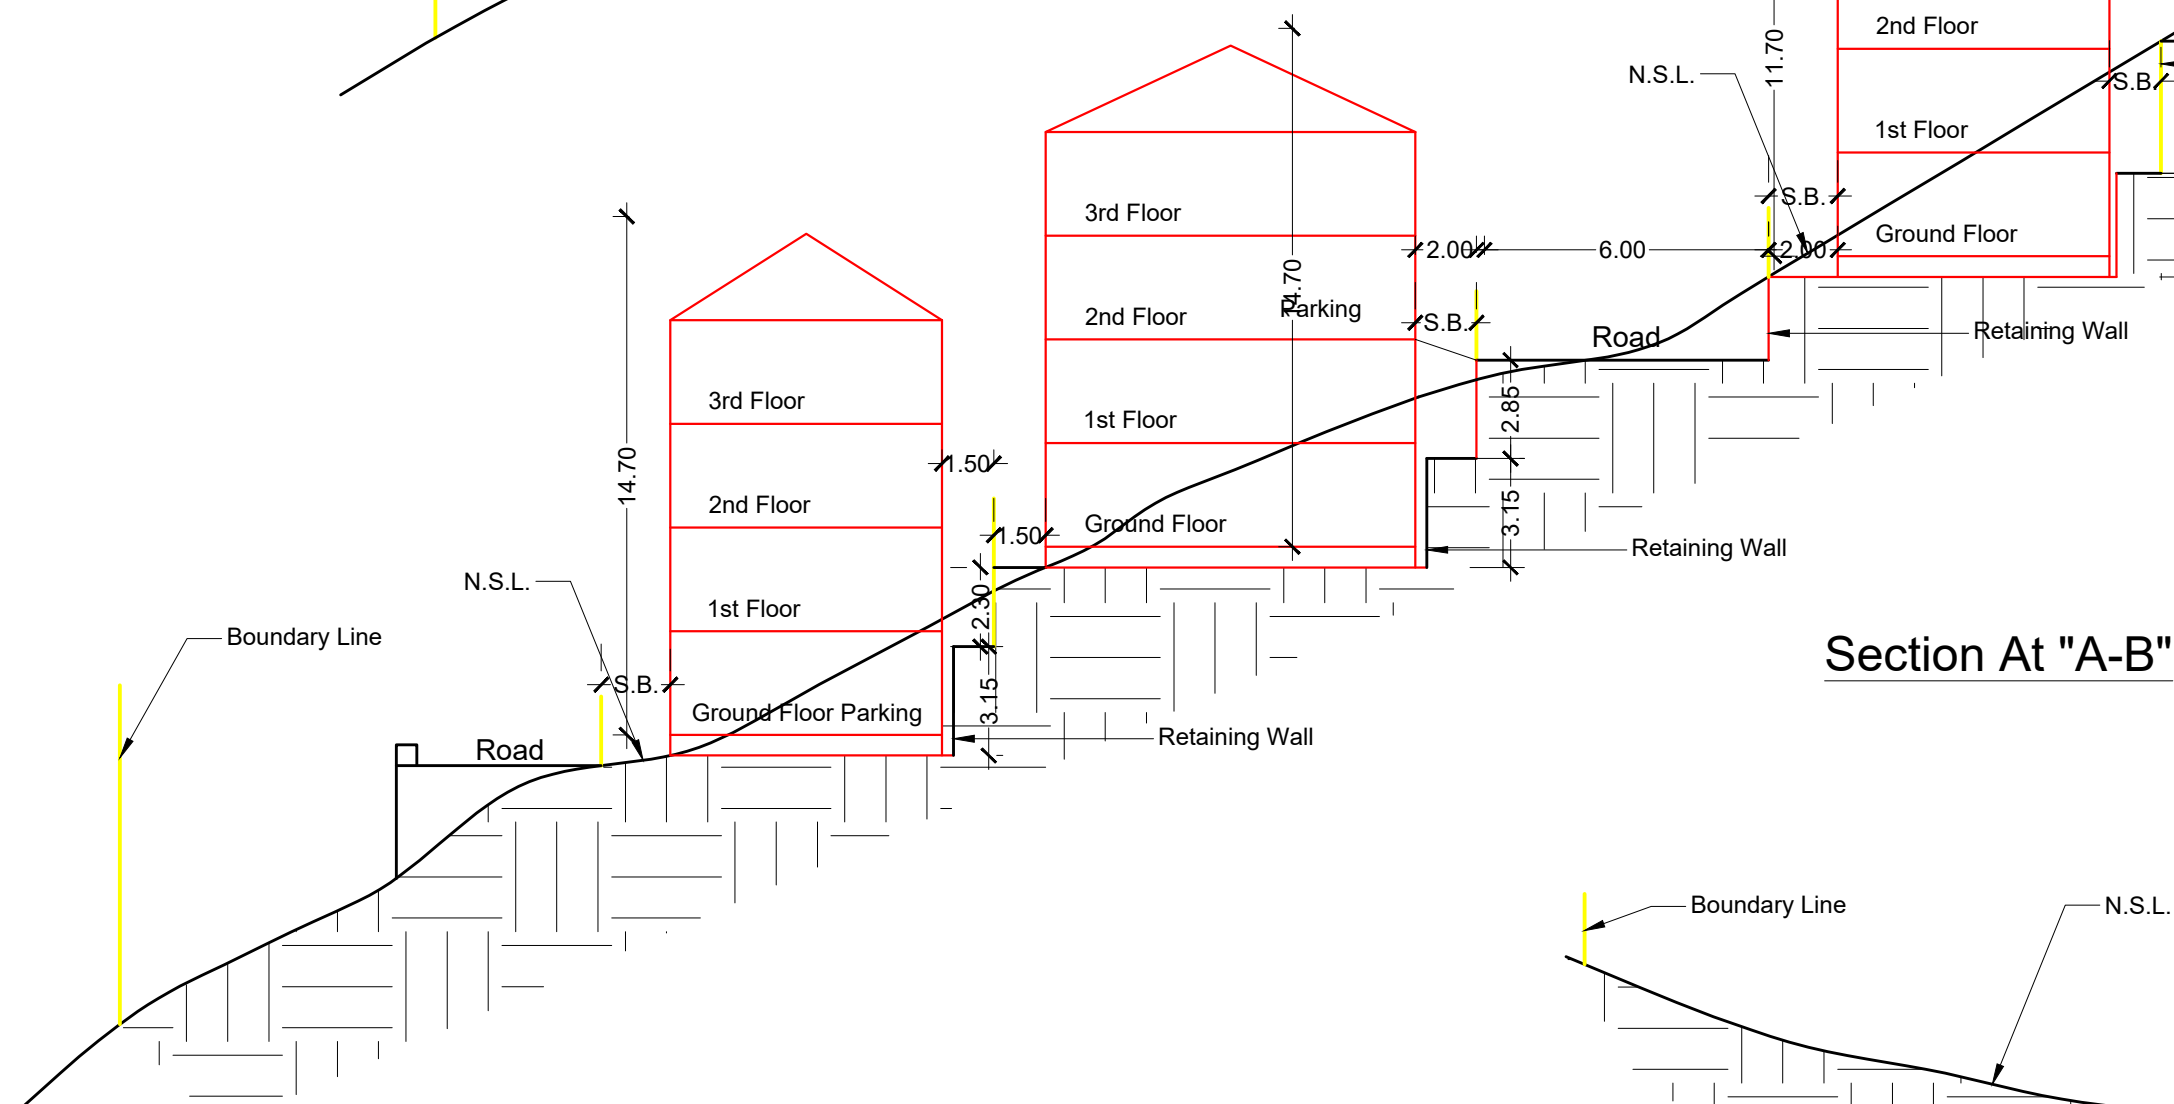 2nd Floor
11.70
N.S.L.
S.B.
1st Floor
S.B.
3rd Floor
Ground Floor
2.00
6.00
2.00
14.70
Parking
2nd Floor
S.B.
Road
Retaining Wall
14.70
3rd Floor
1st Floor
2.85
1.50
2nd Floor
3.15
Ground Floor
1.50
Retaining Wall
N.S.L.
2.30
1st Floor
Boundary Line
Section At "A-B"
S.B.
3.15
Ground Floor Parking
Retaining Wall
Road
Boundary Line
N.S.L.